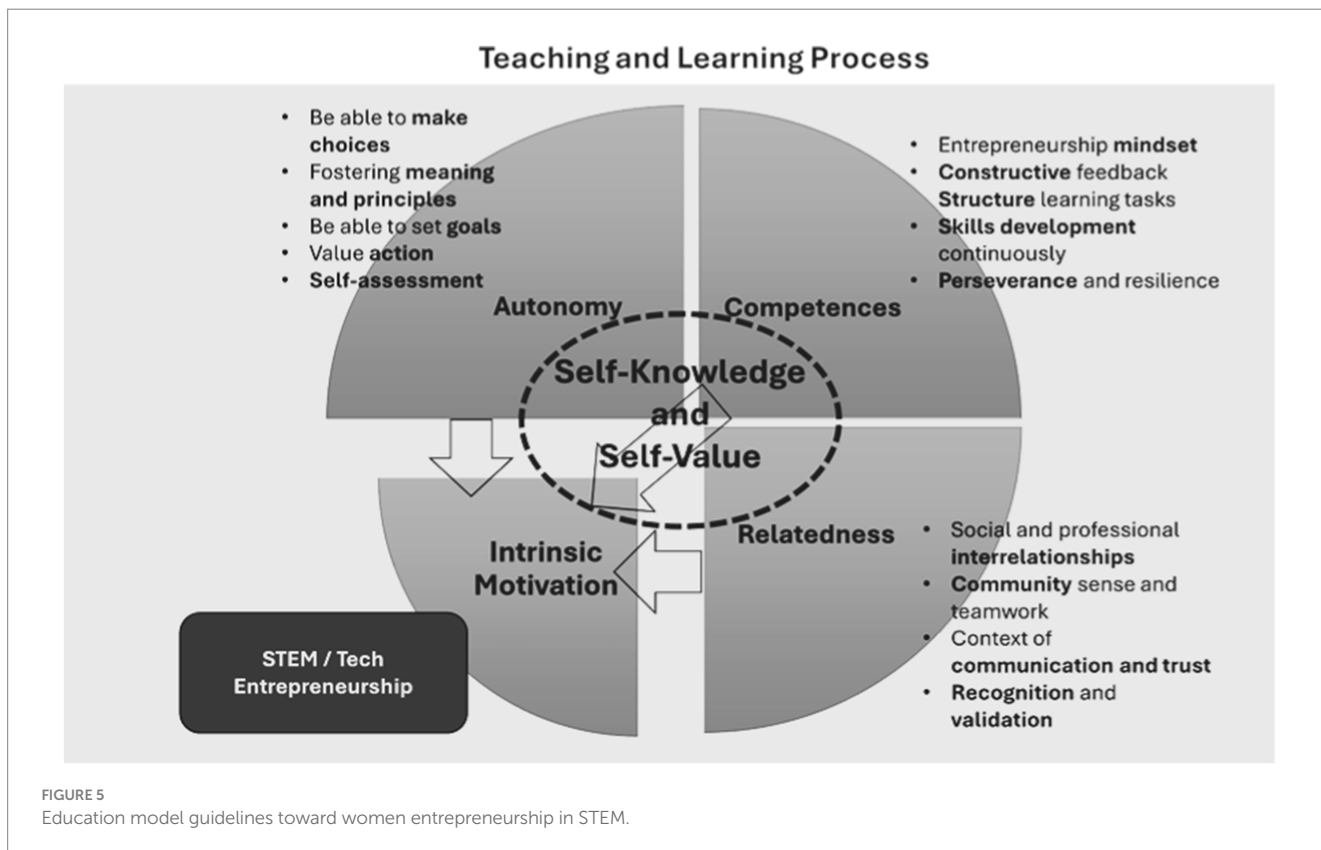 Teaching and Learning Process
• Be able to make
choices
• Fostering meaning
and principles
• Be able to set goals
• Value action
• Self-assessment
• Entrepreneurship mindset
• Constructive feedback
Structure learning tasks
• Skills development
continuously
• Perseverance and resilience
Autonomy
Competences
Self-Knowledge
and
Self-Value
Intrinsic
Motivation
Relatedness
• Social and professional
interrelationships
• Community sense and
teamwork
• Context of
communication and trust
• Recognition and
validation
STEM / Tech
Entrepreneurship
FIGURE 5
Education model guidelines toward women entrepreneurship in STEM.